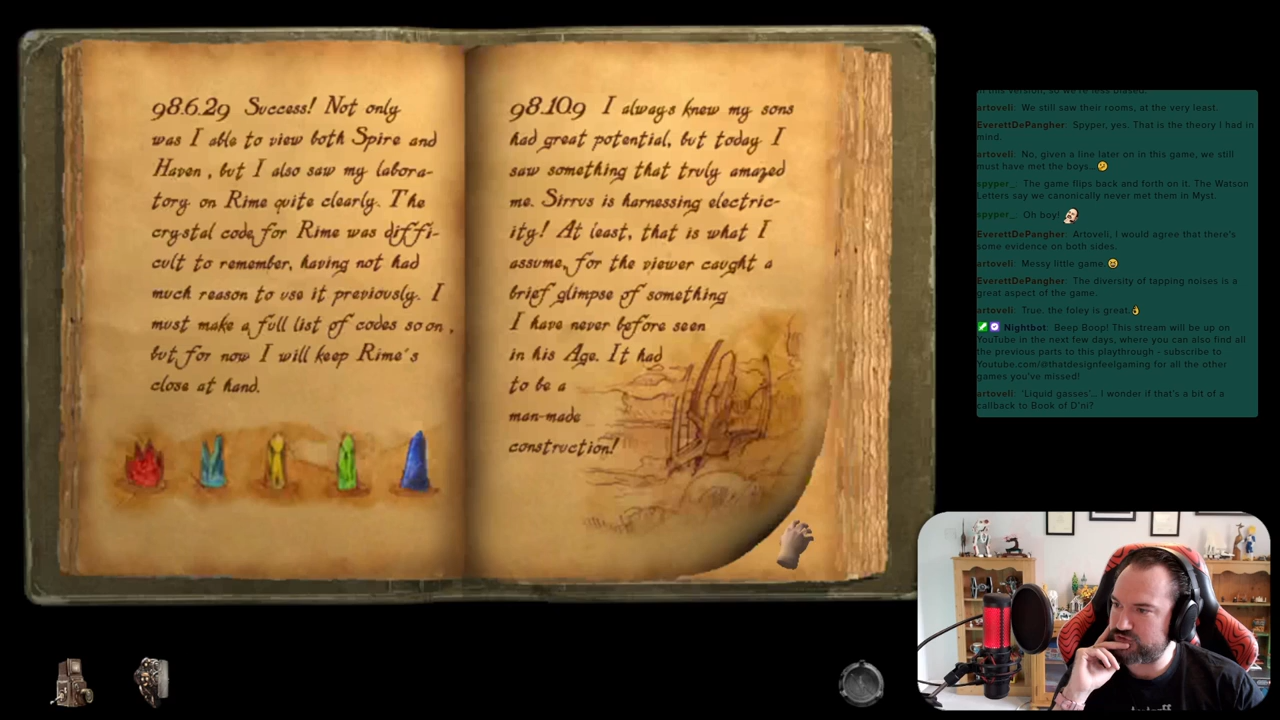 98.6.29 Success! Not only
was I able to view both Spire and
Haven, but I also saw my labora-
tory on Rime quite clearly. The
crystal code for Rime was diffi-
cult to remember, having not had
much reason to use it previously. I
must make a full list of codes soon,
but for now I will keep Rime's
close at hand.
98.10.9 I always knew my sons
had great potential, but today I
saw something that truly amazed
me. Sirrus is harnessing electric-
ity! At least, that is what I
assume, for the viewer caught a
brief glimpse of something
I have never before seen
in his Age. It had
to be a
man-made
construction!
in this version, so we're less biased.
artoveli: We still saw their rooms, at the very least.
EverettDePangher: Spyper, yes. That is the theory I had in
mind.
artoveli: No, given a line later on in this game, we still
must have met the boys...
spyper_: The game flips back and forth on it. The Watson
Letters say we canonically never met them in Myst.
spyper_: Oh boy!
EverettDePangher: Artoveli, I would agree that there's
some evidence on both sides.
artoveli: Messy little game.
EverettDePangher: The diversity of tapping noises is a
great aspect of the game.
artoveli: True. the foley is great.
Nightbot: Beep Boop! This stream will be up on
YouTube in the next few days, where you can also find all
the previous parts to this playthrough - subscribe to
Youtube.com/@thatdesignfeelgaming for all the other
games you've missed!
artoveli: 'Liquid gasses'... I wonder if that's a bit of a
callback to Book of D'ni?